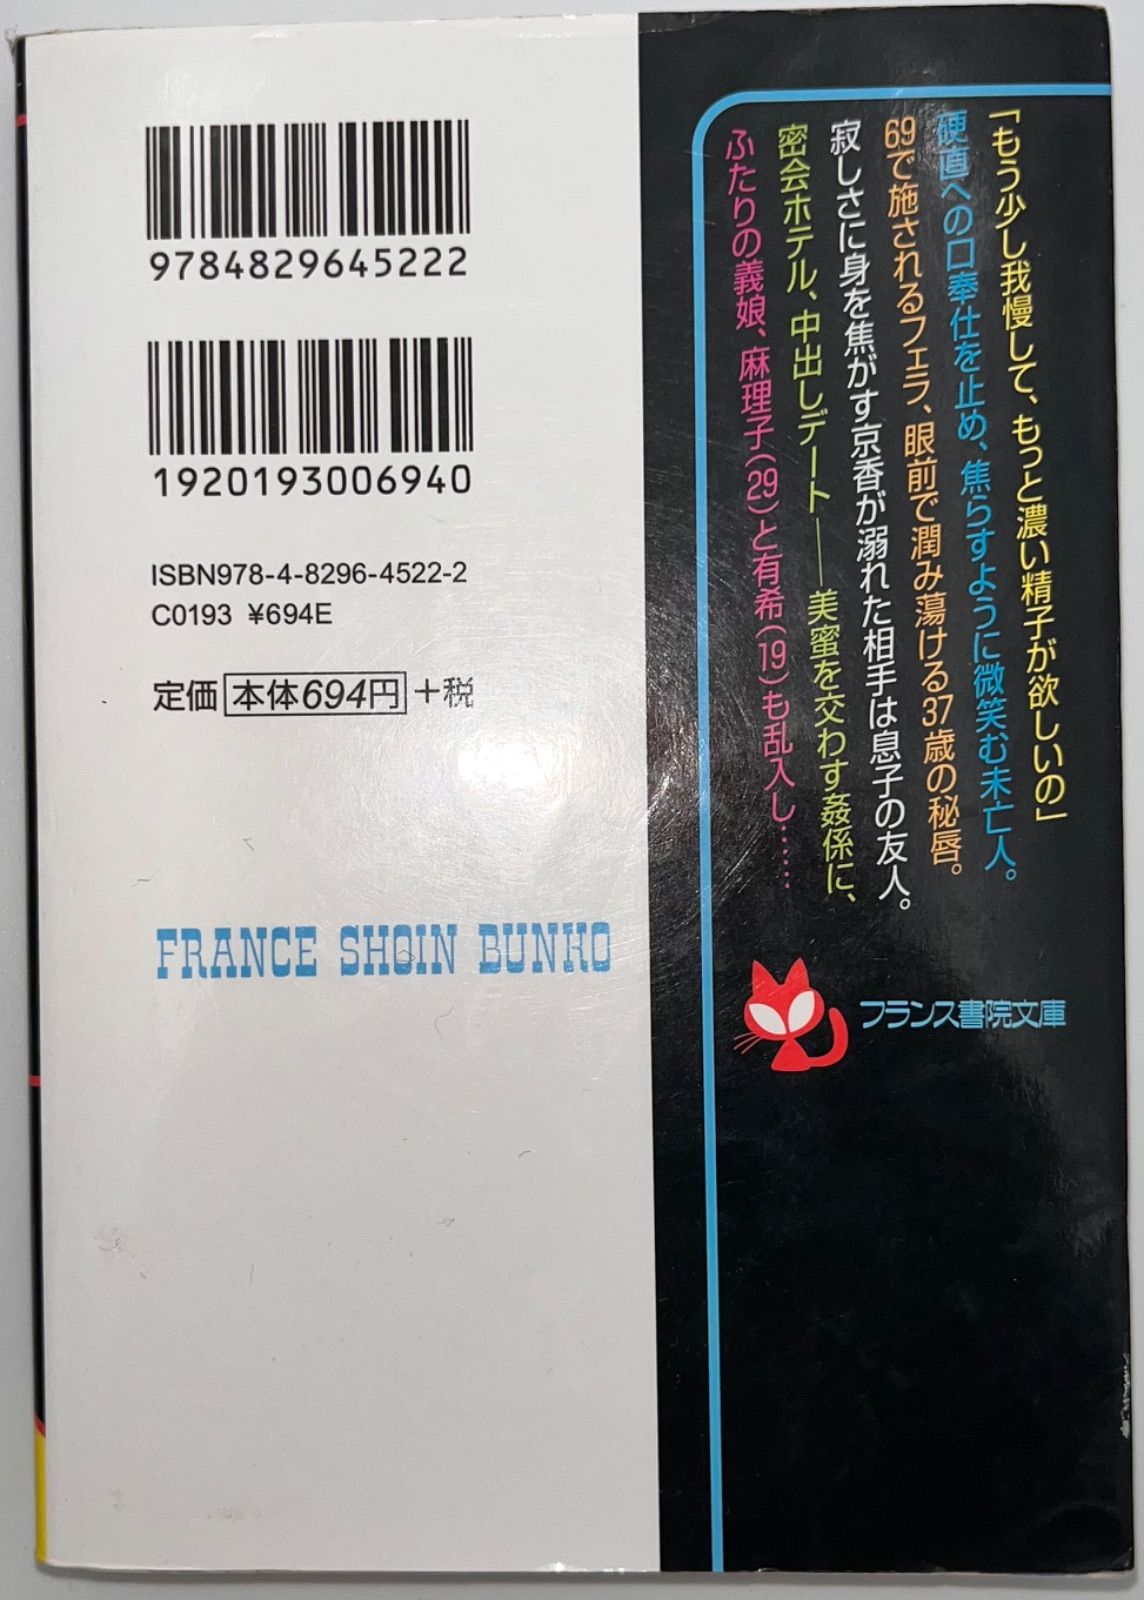 9784829645222
1920193006940
ISBN978-4-8296-4522-2
C0193 ¥694E
定価 本体694円 +税
FRANCE SHOIN BUNKO
「もう少し我慢して、もっと濃い精子が欲しいの」
硬直への口奉仕を止め、焦らすように微笑む未亡人。
69で施されるフェラ、眼前で潤み蕩ける37歳の秘唇。
寂しさに身を焦がす京香が溺れた相手は息子の友人。
密会ホテル、中出しデート――美蜜を交わす姦係に、
ふたりの義娘、麻理子(29)と有希(19)も乱入し……
フランス書院文庫